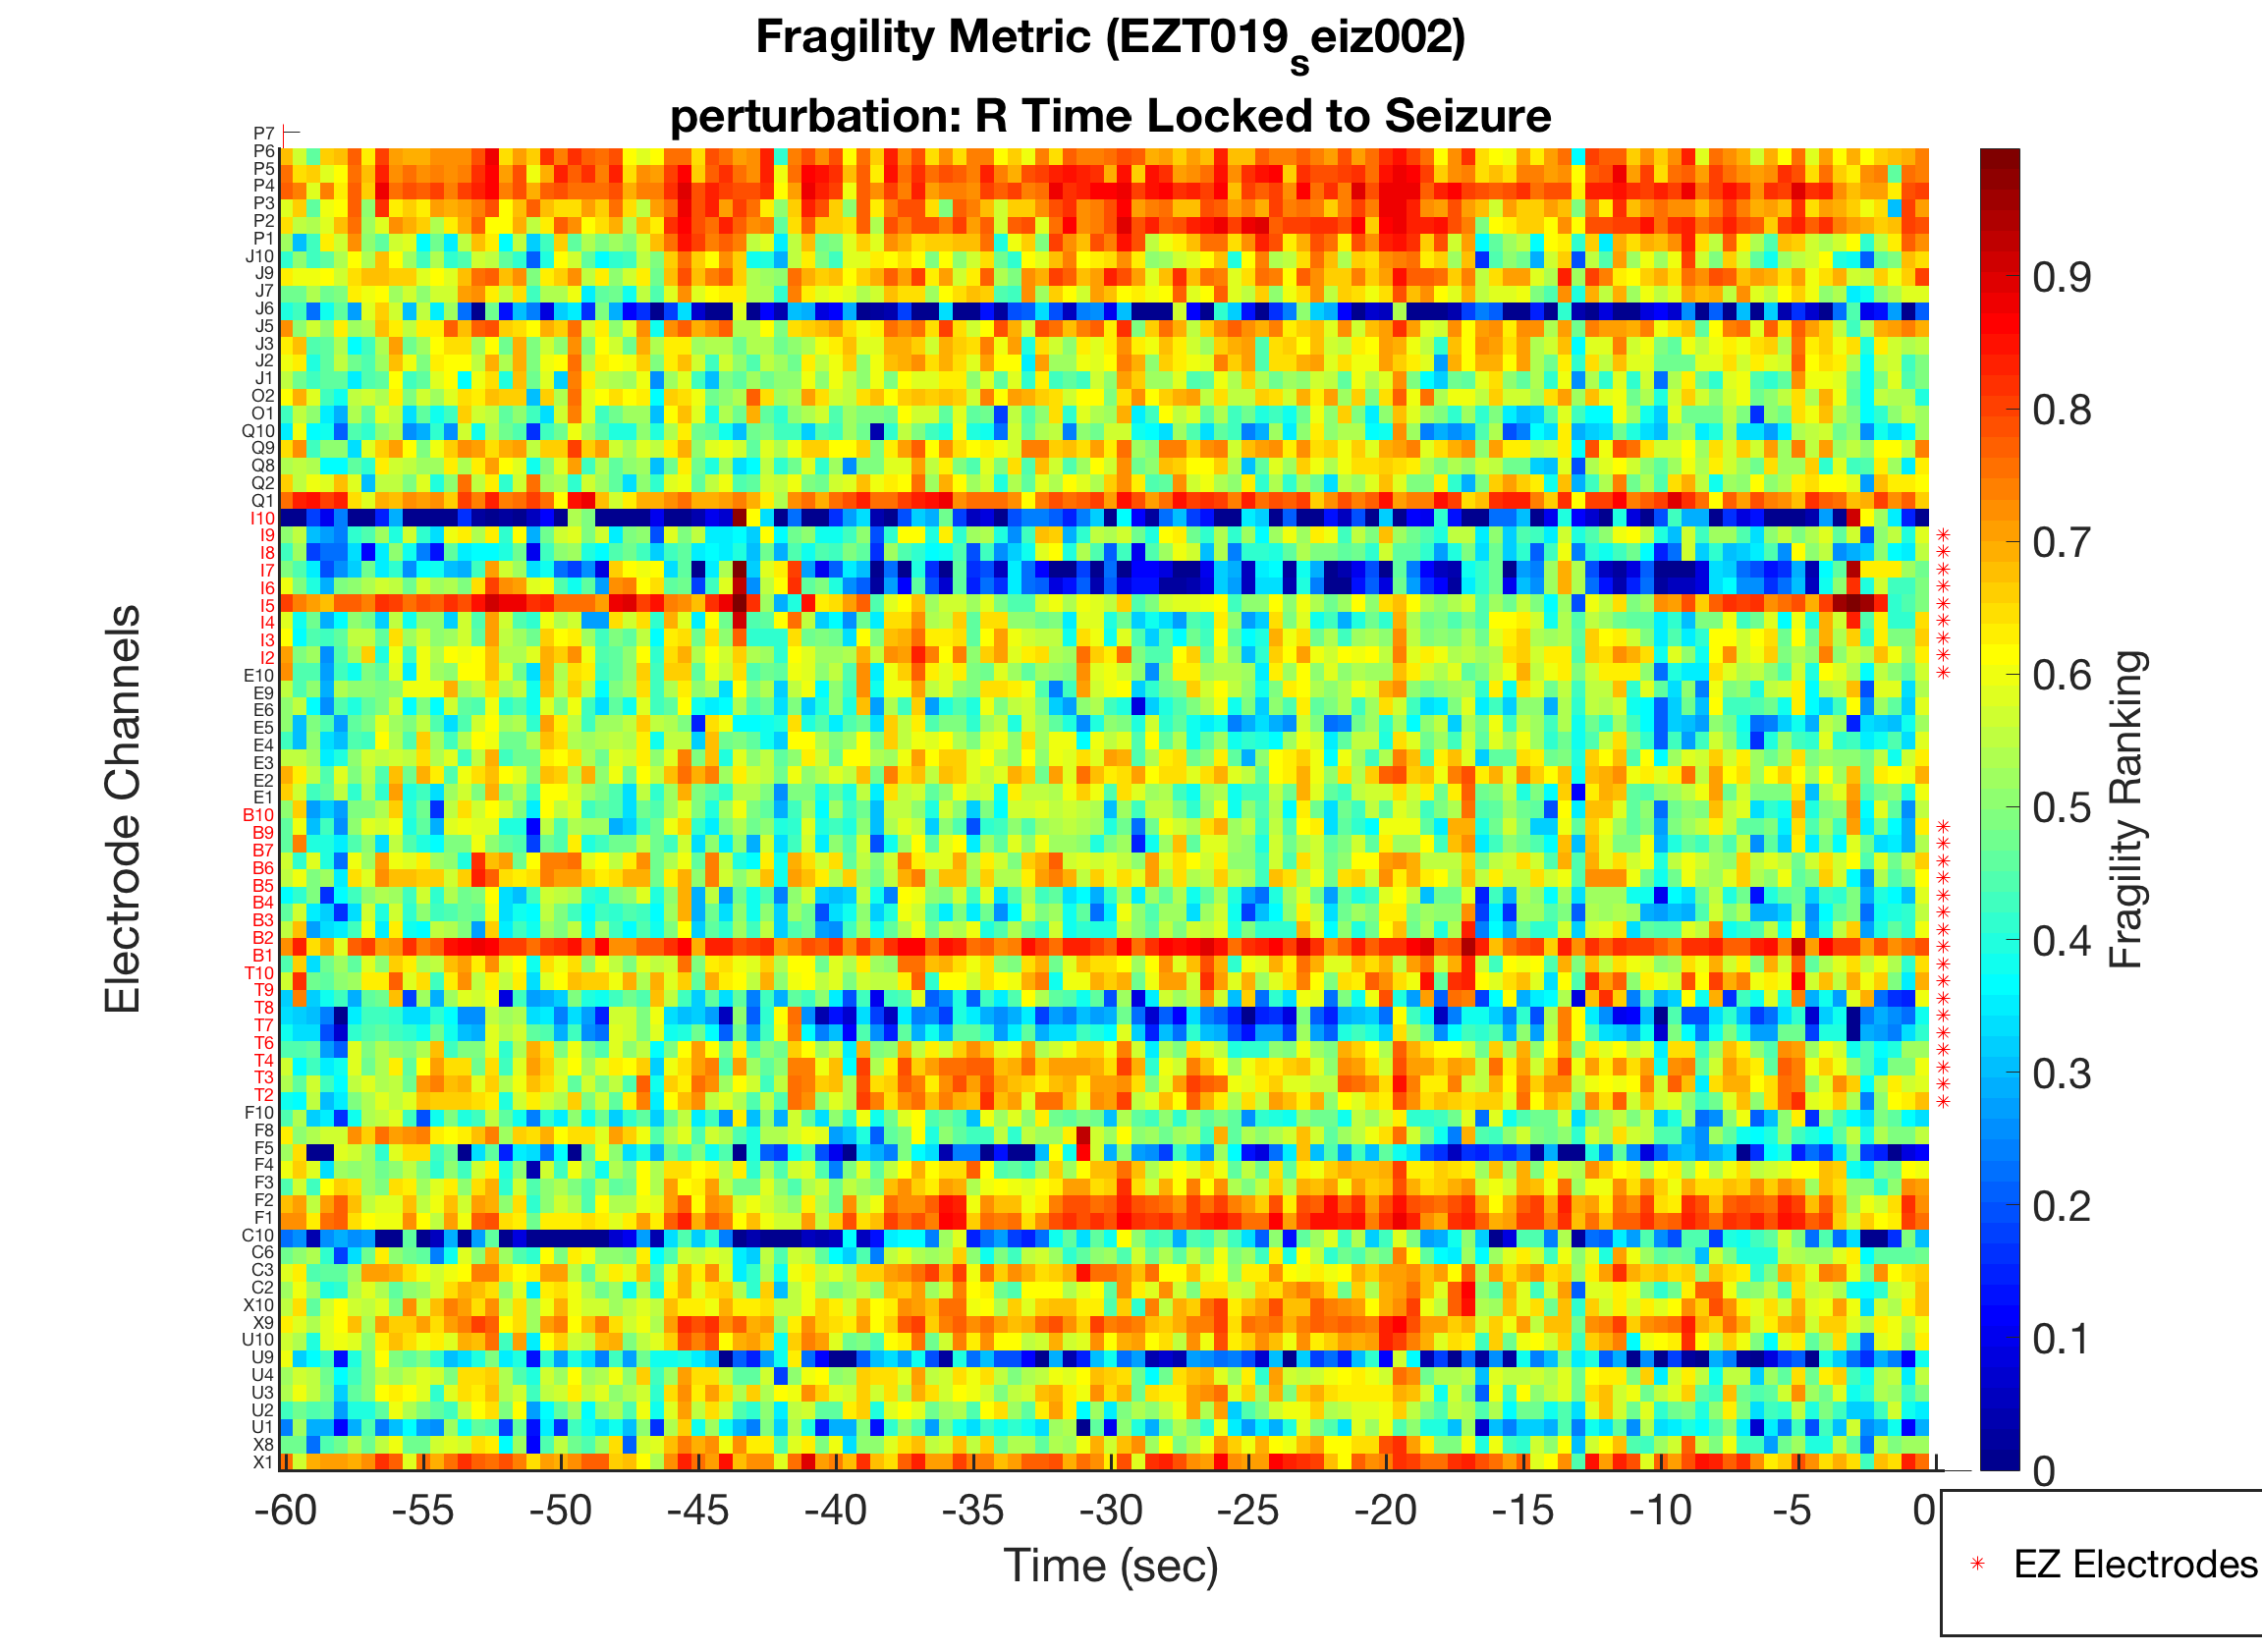 Fragility Metric (EZT019seiz002)
perturbation: R Time Locked to Seizure
Electrode Channels
P7
P6
P5
P4
P3
P2
P1
J10
J9
J7
J6
J5
J3
J2
J1
O2
O1
Q10
Q9
Q8
Q2
Q1
I10
I9
I8
I7
I6
I5
I4
I3
I2
E10
E9
E6
E5
E4
E3
E2
E1
B10
B9
B7
B6
B5
B4
B3
B2
B1
T10
T9
T8
T7
T6
T4
T3
T2
F10
F8
F5
F4
F3
F2
F1
C10
C6
C3
C2
X10
X9
U10
U9
U4
U3
U2
U1
X8
X1
-60 -55 -50 -45 -40 -35 -30 -25 -20 -15 -10 -5 0
Time (sec)
0.9
0.8
0.7
0.6
0.5
0.4
0.3
0.2
0.1
0
Fragility Ranking
EZ Electrodes